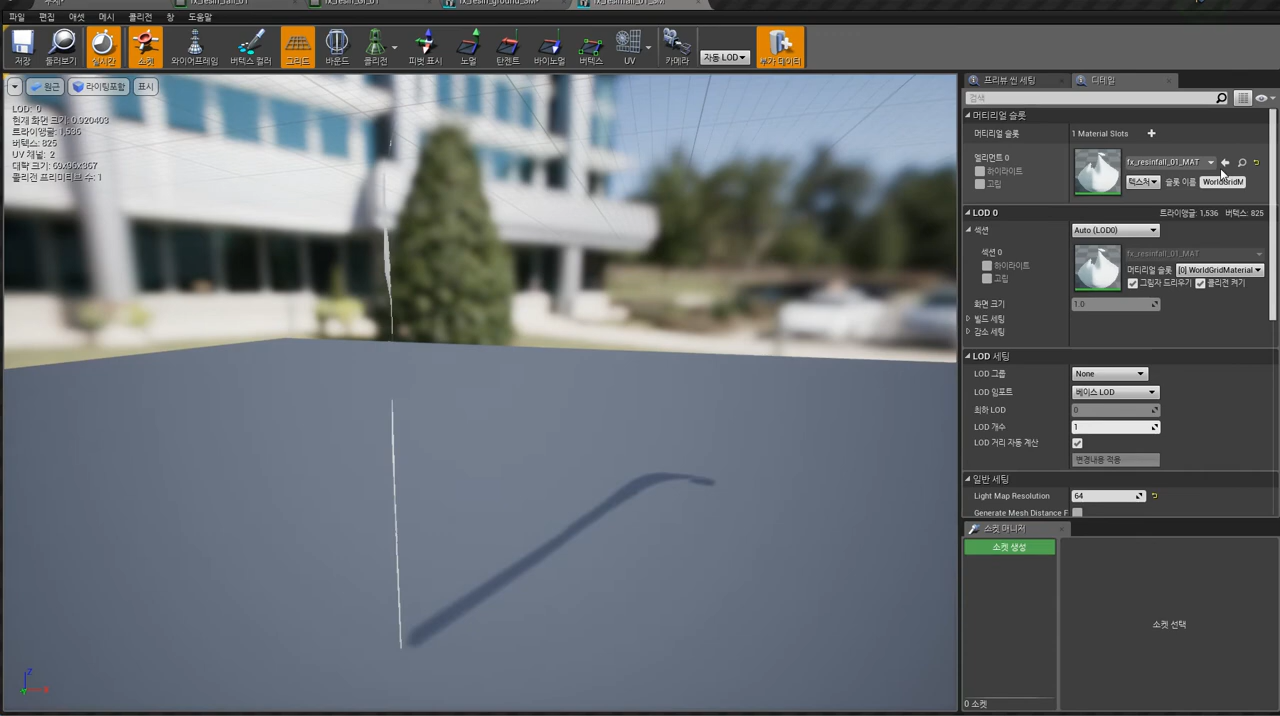 fx_resin_fall_01
fx_resin_Gr_01
fx_resin_ground_SM*
fx_resinfall_01_SM
파일 편집 애셋 메시 콜리전 창 도움말
저장 둘러보기 실시간 소켓 와이어프레임 버텍스 컬러 그리드 바운드 콜리전 피벗 표시 노멀 탄젠트 바이노멀 버텍스 UV 카메라 자동 LOD 부가 데이터
원근 라이팅포함 표시
LOD: 0
현재 화면 크기: 0.920403
트라이앵글: 1,536
버텍스: 825
UV 채널: 2
대략 크기: 69x96x367
콜리전 프리미티브 수: 1
Z
프리뷰 씬 세팅 디테일
검색
머티리얼 슬롯
머티리얼 슬롯 1 Material Slots
엘리먼트 0 fx_resinfall_01_MAT
하이라이트
고립
텍스처 슬롯 이름 WorldGridM
LOD 0 트라이앵글: 1,536 버텍스: 825
섹션 Auto (LOD0)
섹션 0 fx_resinfall_01_MAT
하이라이트 머티리얼 슬롯 [0] WorldGridMaterial
고립 그림자 드리우기 콜리전 켜기
화면 크기 1.0
빌드 세팅
감소 세팅
LOD 세팅
LOD 그룹 None
LOD 임포트 베이스 LOD
최하 LOD 0
LOD 개수 1
LOD 거리 자동 계산
변경내용 적용
일반 세팅
Light Map Resolution 64
Generate Mesh Distance F
소켓 매니저
소켓 생성
소켓 선택
0 소켓